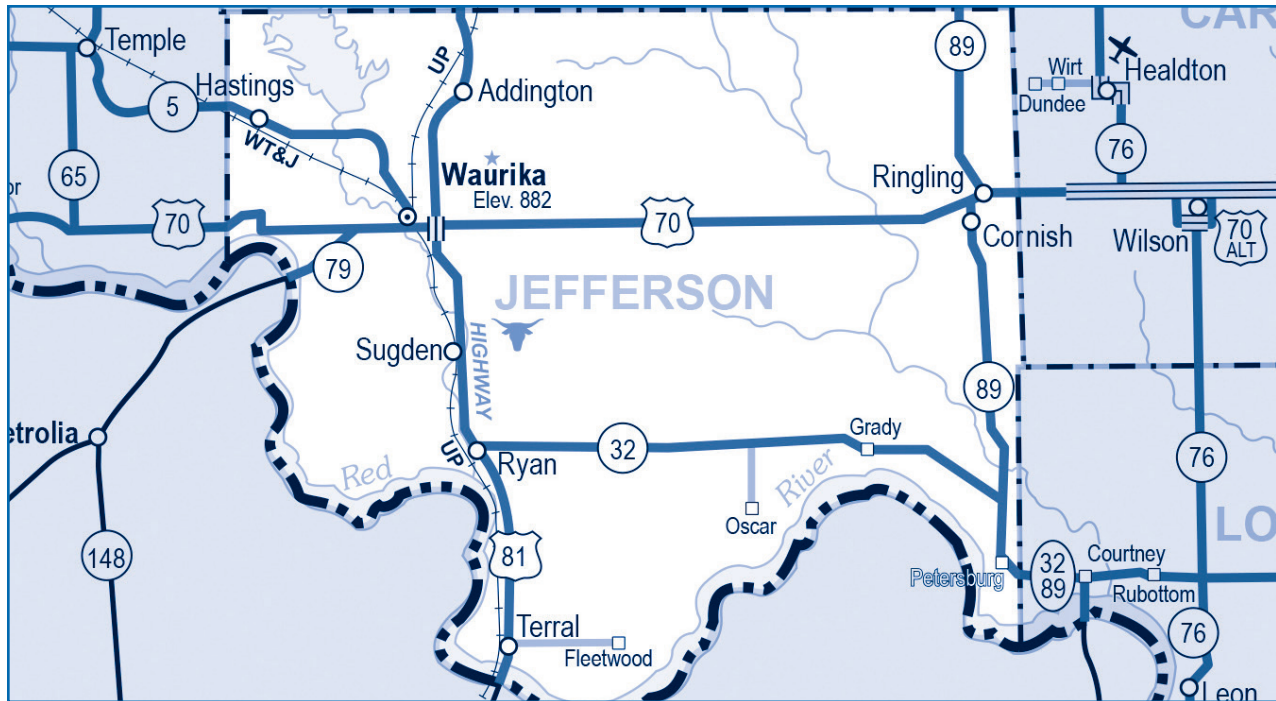 CAR
Temple
UP
89
Wirt
Healdton
Hastings
Addington
Dundee
5
WT&J
76
65
Waurika
Elev. 882
Ringling
or
70
70
Cornish
Wilson
70
ALT
79
JEFFERSON
Sugden
HIGHWAY
89
etrolia
Grady
32
UP
Ryan
76
Red
River
Oscar
LO
148
81
Petersburg
32
89
Courtney
Rubottom
Terral
Fleetwood
76
Leon